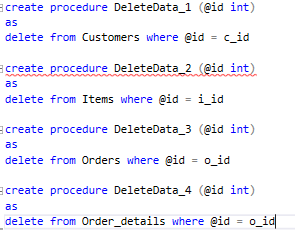 create procedure DeleteData_1 (@id int)
as
delete from Customers where @id = c_id
create procedure DeleteData_2 (@id int)
as
delete from Items where @id = i_id
create procedure DeleteData_3 (@id int)
as
delete from Orders where @id = o_id
create procedure DeleteData_4 (@id int)
as
delete from Order_details where @id = o_id